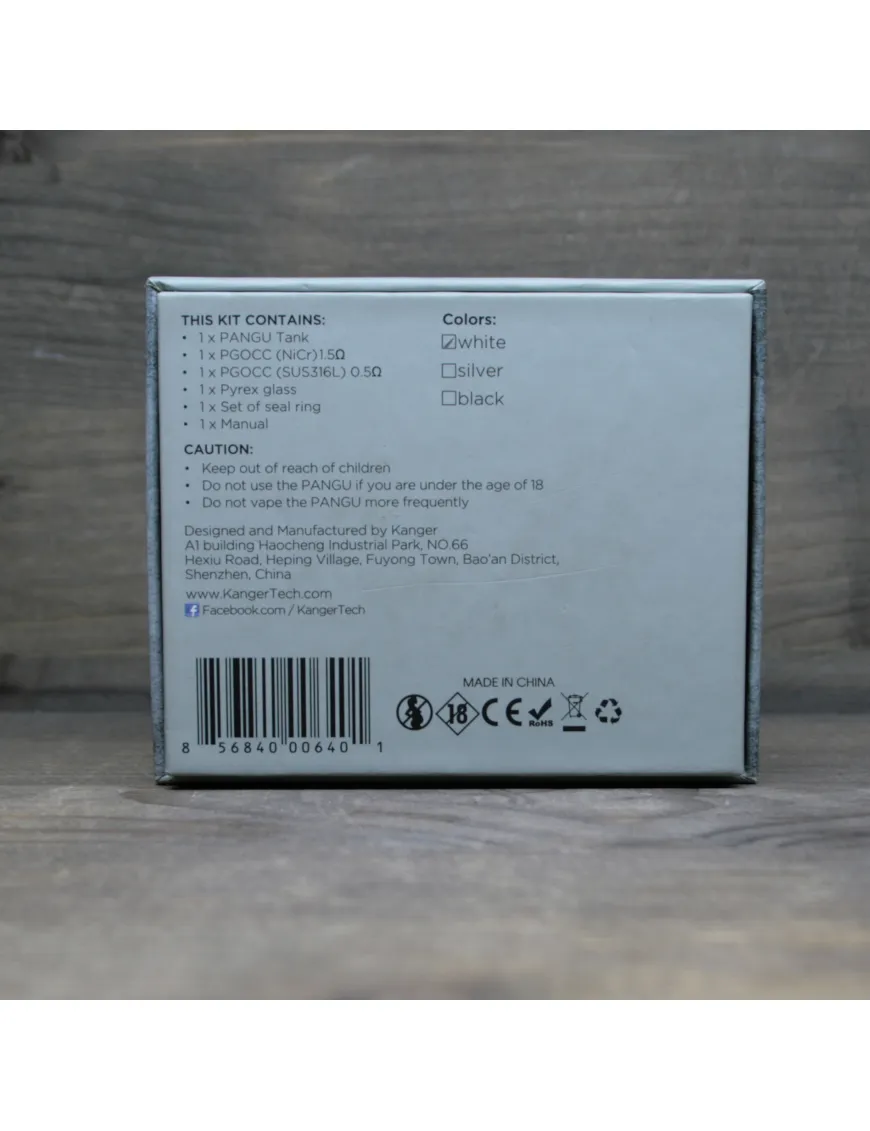 THIS KIT CONTAINS:
• 1 x PANGU Tank
• 1 x PGOCC (NiCr)1.5Ω
• 1 x PGOCC (SUS316L) 0.5Ω
• 1 x Pyrex glass
• 1 x Set of seal ring
• 1 x Manual
Colors:
☑white
☐silver
☐black
CAUTION:
• Keep out of reach of children
• Do not use the PANGU if you are under the age of 18
• Do not vape the PANGU more frequently
Designed and Manufactured by Kanger
A1 building Haocheng Industrial Park, NO.66
Hexiu Road, Heping Village, Fuyong Town, Bao'an District,
Shenzhen, China
www.KangerTech.com
f Facebook.com / KangerTech
8 56840 00640 1
MADE IN CHINA
18 CE RoHS